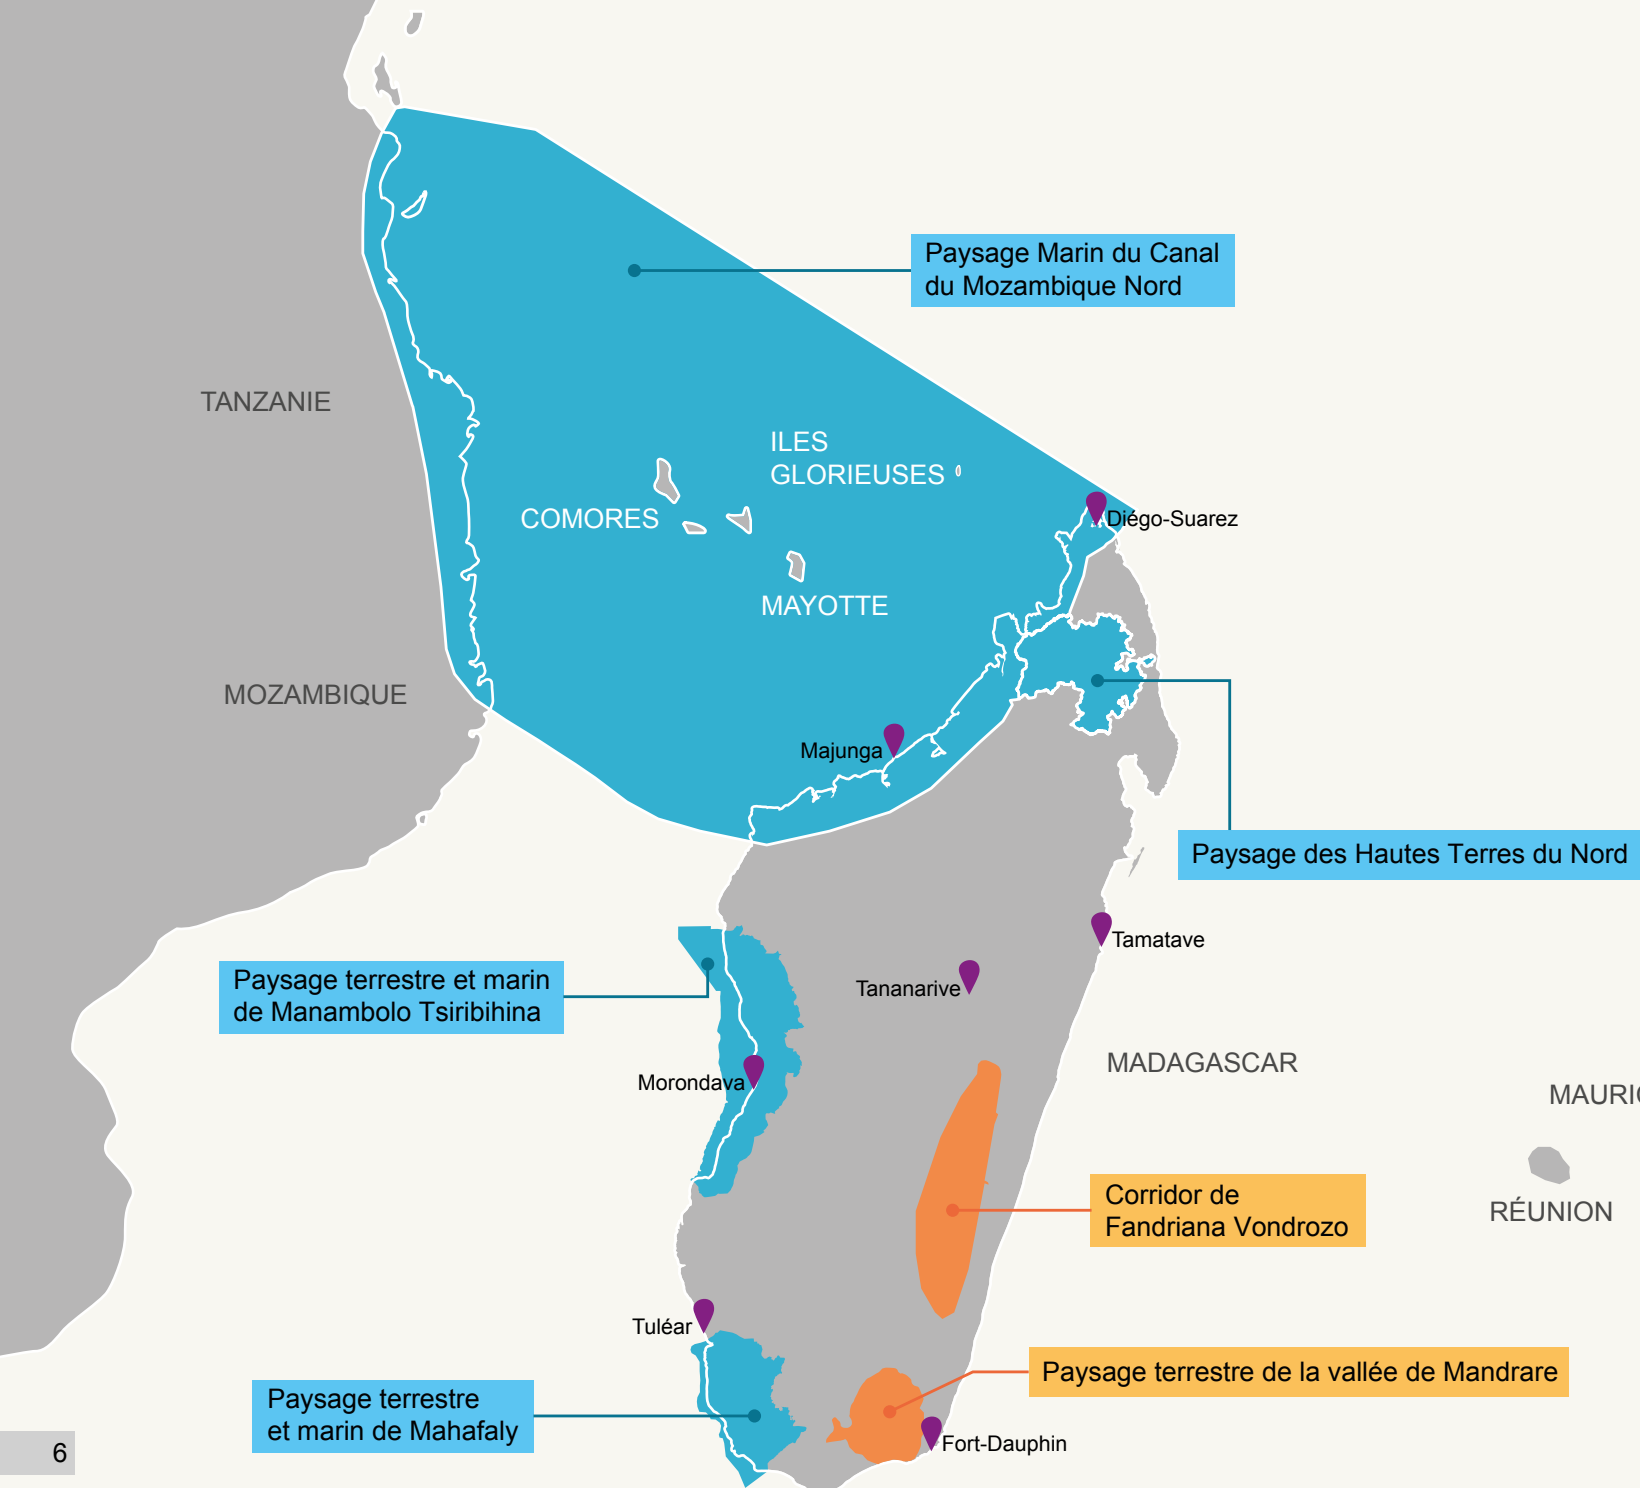 Paysage Marin du Canal
du Mozambique Nord
TANZANIE
ILES
GLORIEUSES
COMORES
Diégo-Suarez
MAYOTTE
MOZAMBIQUE
Majunga
Paysage des Hautes Terres du Nord
Tamatave
Paysage terrestre et marin
de Manambolo Tsiribihina
Tananarive
MADAGASCAR
Morondava
MAURI
Corridor de
Fandriana Vondrozo
RÉUNION
Tuléar
Paysage terrestre de la vallée de Mandrare
Paysage terrestre
et marin de Mahafaly
Fort-Dauphin
6